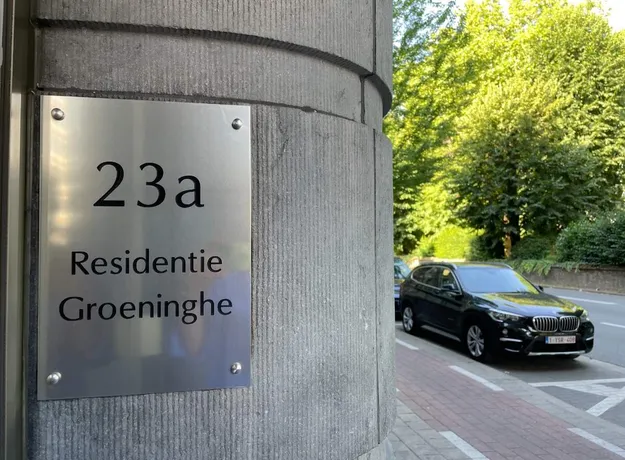 23a
Residentie
Groeninghe